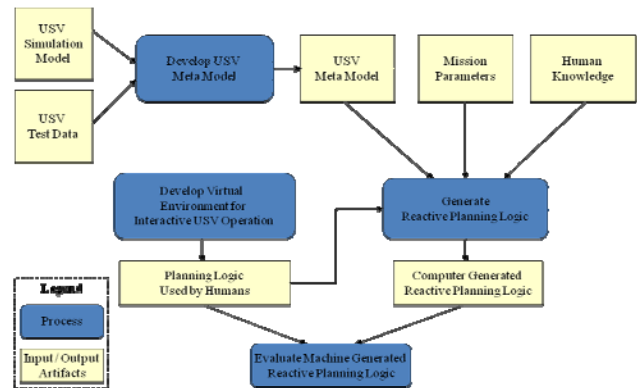 USV
Simulation
Model
USV
Test Data
Develop USV
Meta Model
USV
Meta Model
Mission
Parameters
Human
Knowledge
Develop Virtual
Environment for
Interactive USV Operation
Generate
Reactive Planning Logic
Planning Logic
Used by Humans
Computer Generated
Reactive Planning Logic
Evaluate Machine Generated
Reactive Planning Logic
Legend
Process
Input / Output
Artifacts